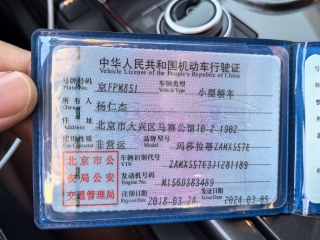 中华人民共和国机动车行驶证
Vehicle License of the People's Republic of China
号牌号码 京FPM851 车辆类型 小型轿车
Plate No. Vehicle Type
所有人 杨仁杰
Owner
住址 北京市大兴区马赛公馆10-2-1902
Address
使用性质 非营运 品牌型号 玛莎拉蒂ZAMXS57E
Use Character Model
北京市公 车辆识别代号 ZAMXS57E3J1281189
VIN
安局公安 发动机号码 M156D383489
Engine No.
交通管理局 注册日期 2018-03-28 发证日期 2024-03-05
Register Date Issue Date